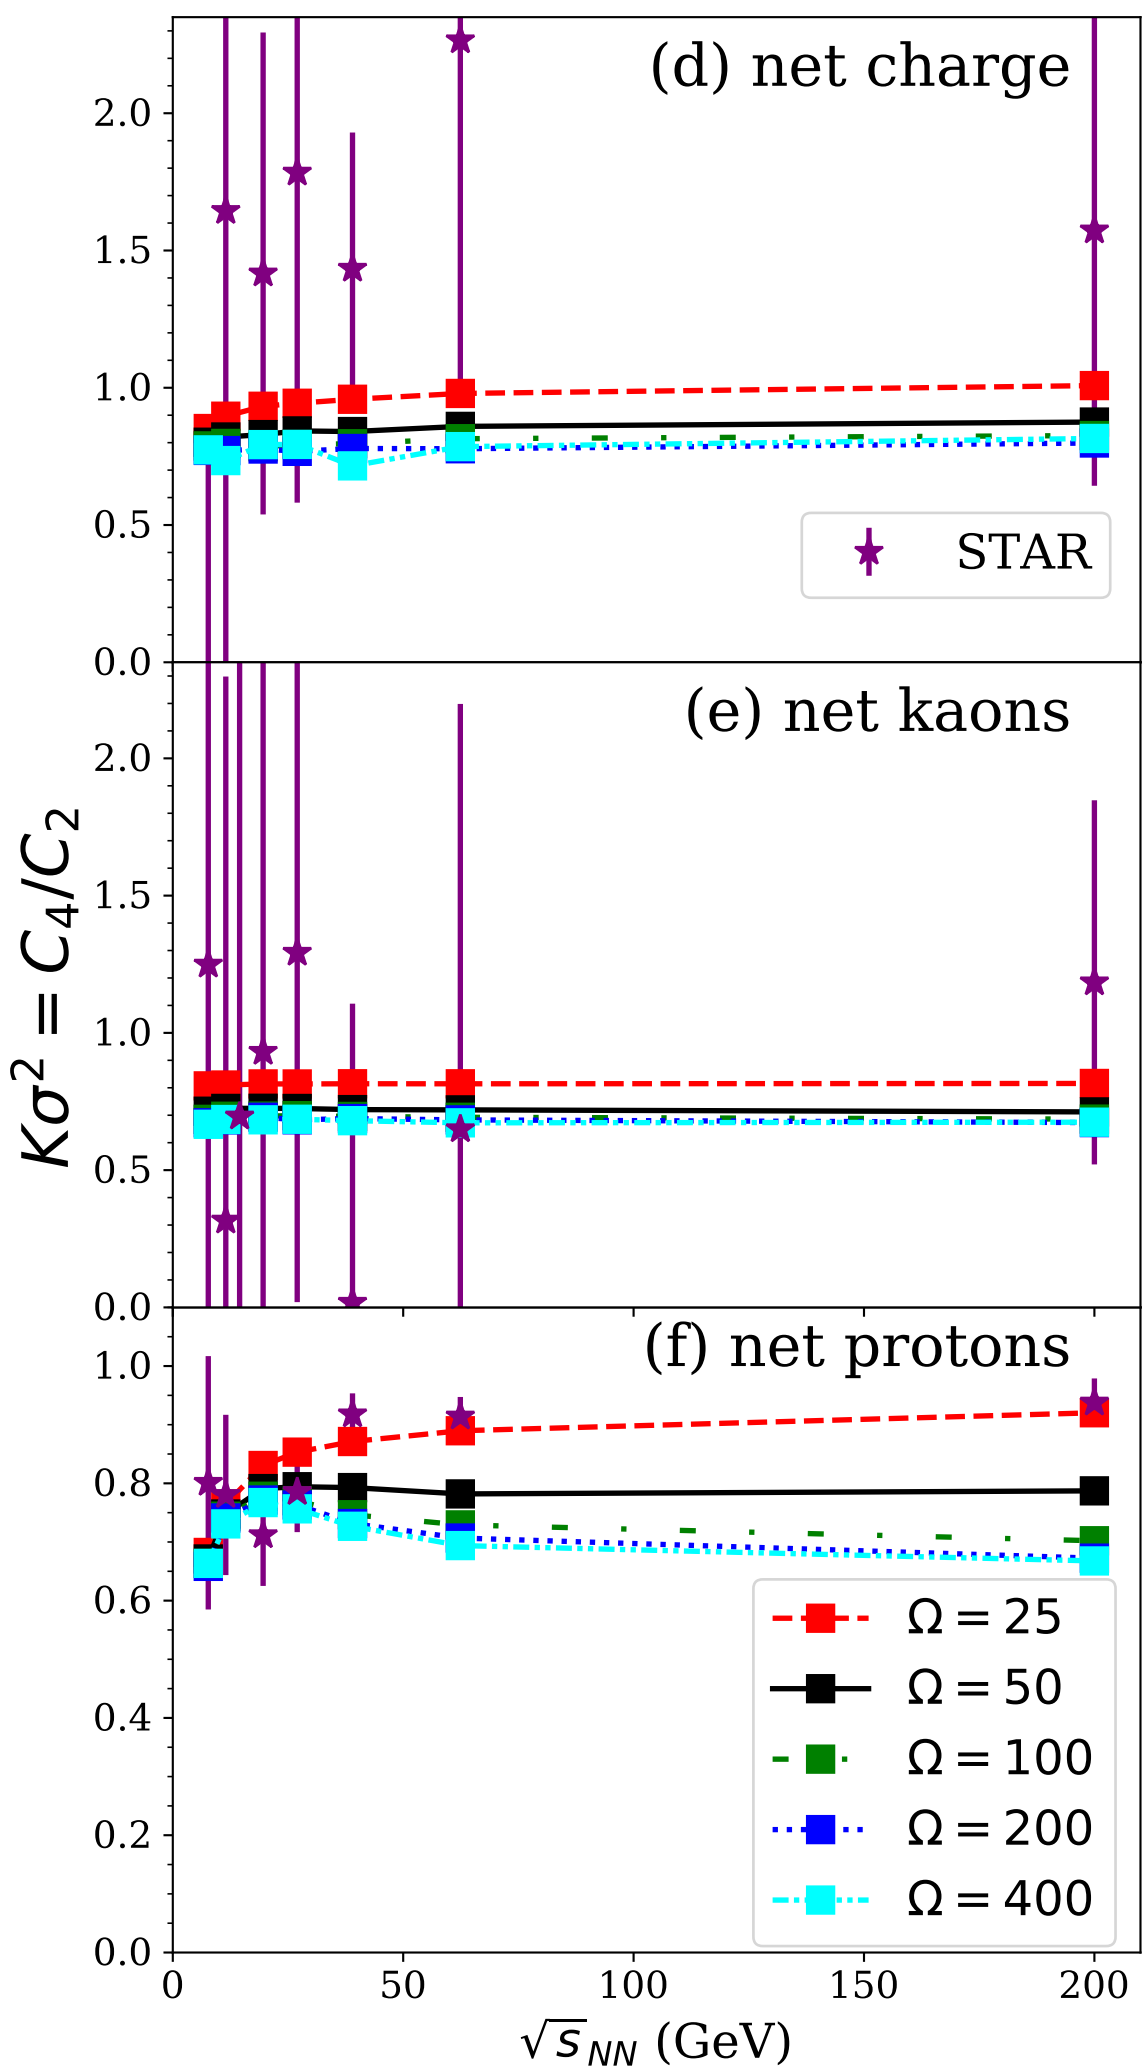 (d) net charge
2.0
1.5
1.0
0.5
0.0
STAR
(e) net kaons
2.0
1.5
1.0
0.5
0.0
Kσ² = C₄/C₂
(f) net protons
1.0
0.8
0.6
0.4
0.2
0.0
Ω = 25
Ω = 50
Ω = 100
Ω = 200
Ω = 400
0 50 100 150 200
√s_NN (GeV)